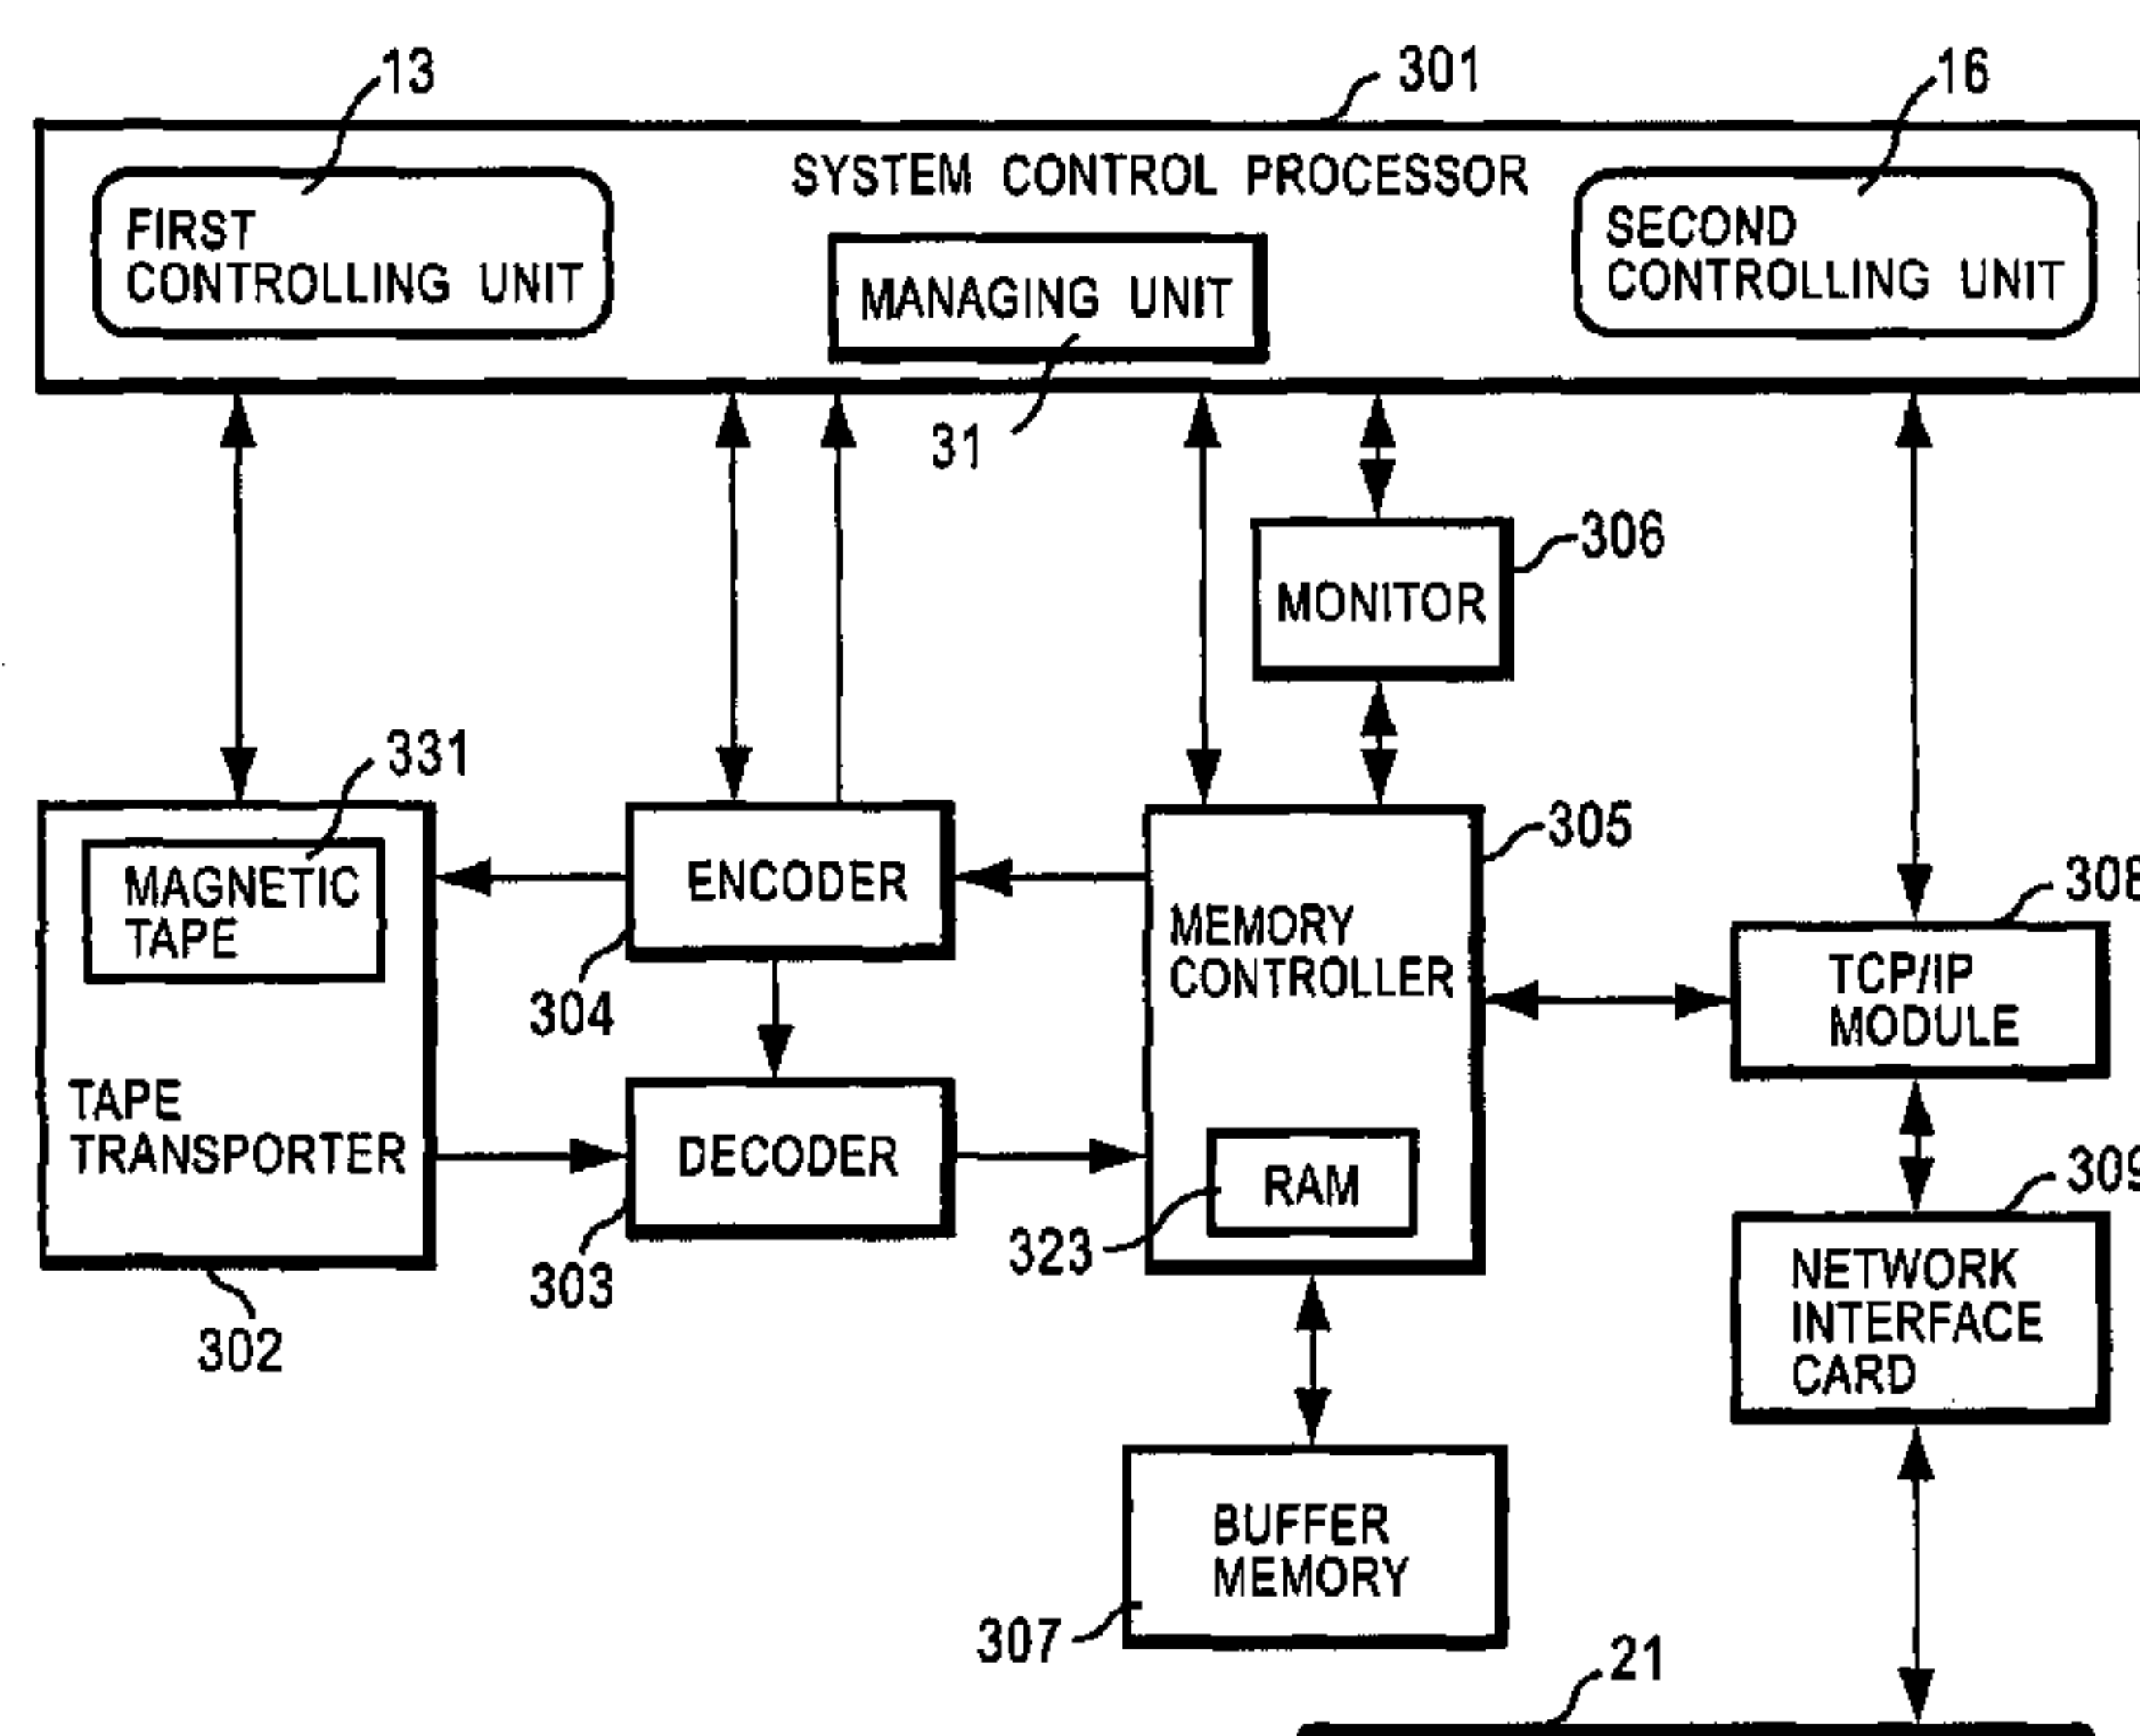 13
301
16
SYSTEM CONTROL PROCESSOR
FIRST
CONTROLLING UNIT
MANAGING UNIT
SECOND
CONTROLLING UNIT
31
306
MONITOR
331
305
MAGNETIC
TAPE
ENCODER
MEMORY
CONTROLLER
308
304
TCP/IP
MODULE
TAPE
TRANSPORTER
DECODER
RAM
309
303
323
302
NETWORK
INTERFACE
CARD
BUFFER
MEMORY
307
21